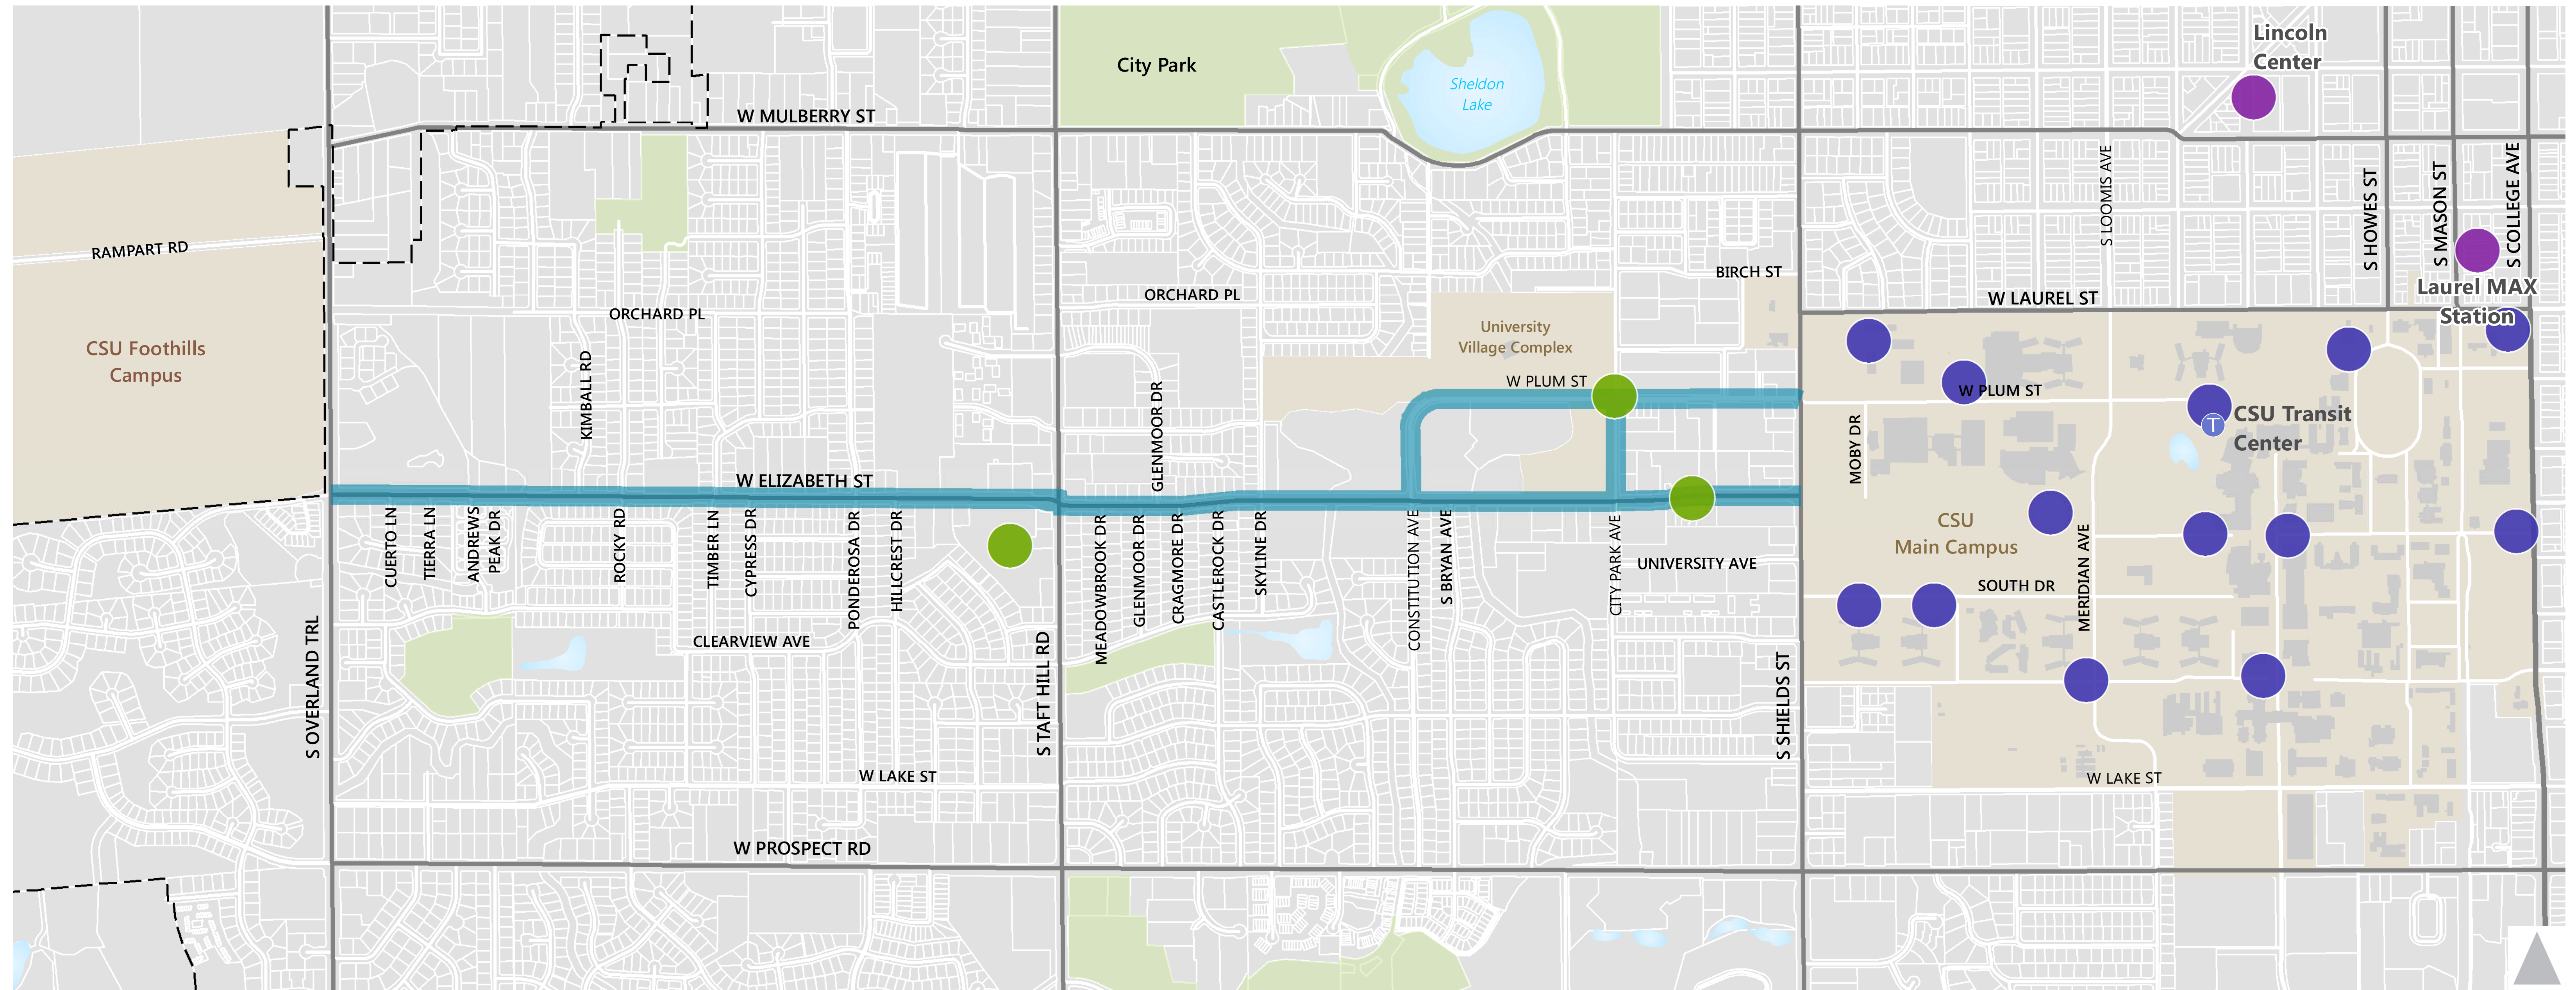 Lincoln
Center
City Park
Sheldon
Lake
W MULBERRY ST
S LOOMIS AVE
S HOWES ST
S MASON ST
S COLLEGE AVE
RAMPART RD
BIRCH ST
ORCHARD PL
ORCHARD PL
W LAUREL ST
Laurel MAX
Station
University
Village Complex
CSU Foothills
Campus
KIMBALL RD
GLENMOOR DR
W PLUM ST
W PLUM ST
MOBY DR
T
CSU Transit
Center
W ELIZABETH ST
CUERTO LN
TIERRA LN
ANDREWS
PEAK DR
ROCKY RD
TIMBER LN
CYPRESS DR
PONDEROSA DR
HILLCREST DR
MEADOWBROOK DR
GLENMOOR DR
CRAGMORE DR
CASTLEROCK DR
SKYLINE DR
CONSTITUTION AVE
S BRYAN AVE
CITY PARK AVE
UNIVERSITY AVE
CSU
Main Campus
MERIDIAN AVE
SOUTH DR
CLEARVIEW AVE
S OVERLAND TRL
S TAFT HILL RD
S SHIELDS ST
W LAKE ST
W LAKE ST
W PROSPECT RD